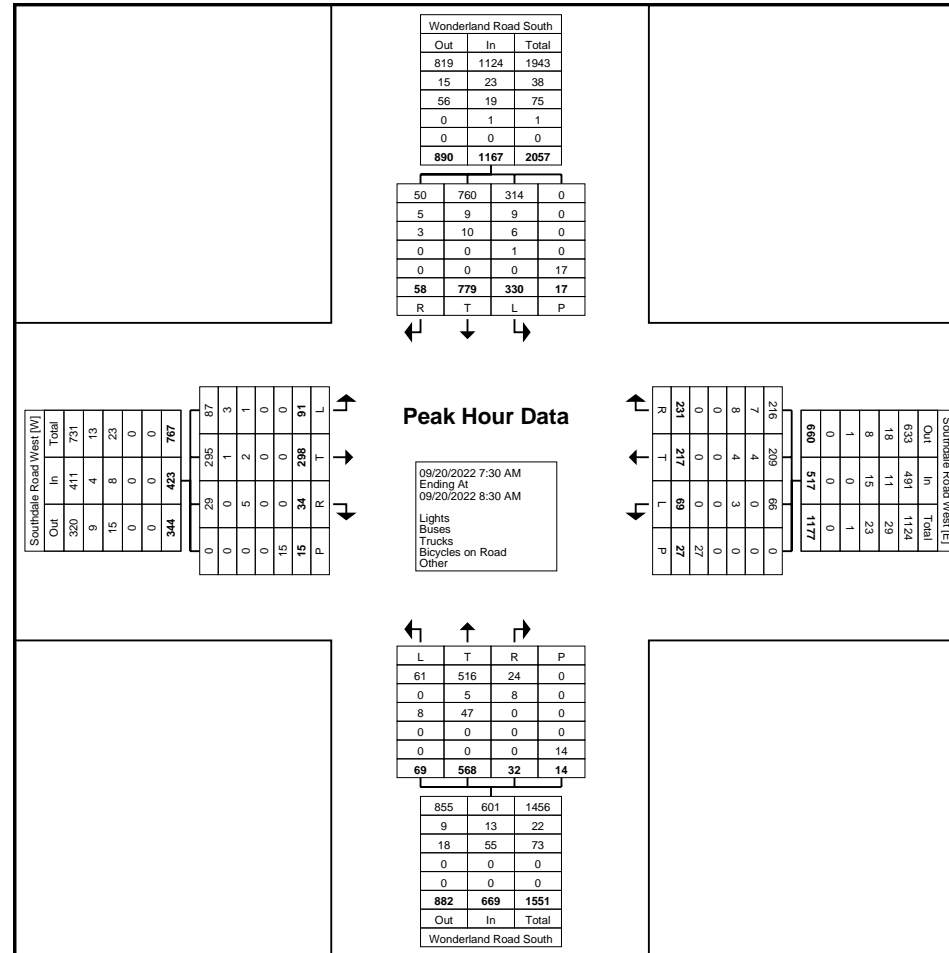 Wonderland Road South
Out In Total
819 1124 1943
15 23 38
56 19 75
0 1 1
0 0 0
890 1167 2057
50 760 314 0
5 9 9 0
3 10 6 0
0 0 1 0
0 0 0 17
58 779 330 17
R T L P
Southdale Road West [W]
Total 731 13 23 0 0 767
In 411 4 8 0 0 423
Out 320 9 15 0 0 344
87 3 1 0 0 91 L
295 1 2 0 0 298 T
29 0 5 0 0 34 R
0 0 0 0 15 15 P
Peak Hour Data
09/20/2022 7:30 AM
Ending At
09/20/2022 8:30 AM
Lights
Buses
Trucks
Bicycles on Road
Other
R 231 0 0 8 7 216
T 217 0 0 4 4 209
L 69 0 0 3 0 66
P 27 27 0 0 0 0
660 0 1 8 18 633 Out
517 0 0 15 11 491 In
1177 0 1 23 29 1124 Total
Southdale Road West [E]
L T R P
61 516 24 0
0 5 8 0
8 47 0 0
0 0 0 0
0 0 0 14
69 568 32 14
855 601 1456
9 13 22
18 55 73
0 0 0
0 0 0
882 669 1551
Out In Total
Wonderland Road South